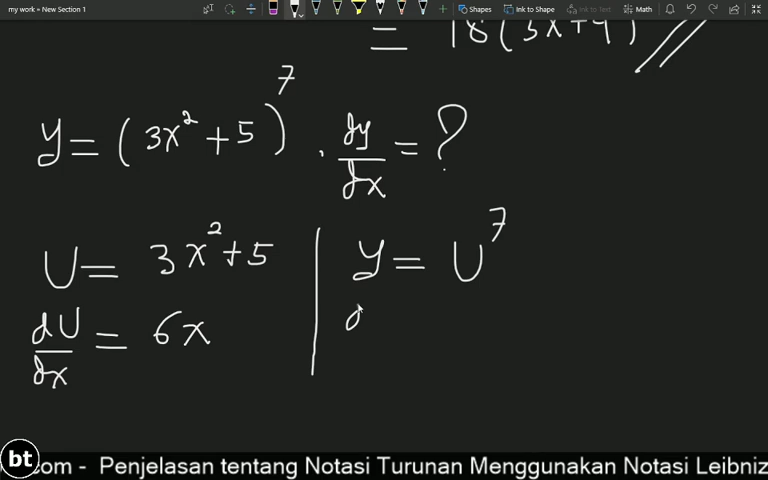 my work » New Section 1
Shapes
Ink to Shape
Ink to Text
Math
= 18(3x+4)
y = (3x²+5)⁷ . dy/dx = ?
U = 3x²+5
dU/dx = 6x
y = U⁷
d
bt
.com - Penjelasan tentang Notasi Turunan Menggunakan Notasi Leibniz